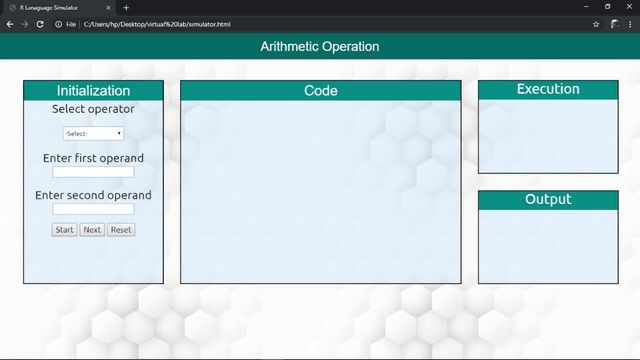 R Lanaguage Simulator
File C:/Users/hp/Desktop/virtual%20lab/simulator.html
Arithmetic Operation
Initialization
Select operator
-Select-
Enter first operand
Enter second operand
Start Next Reset
Code
Execution
Output